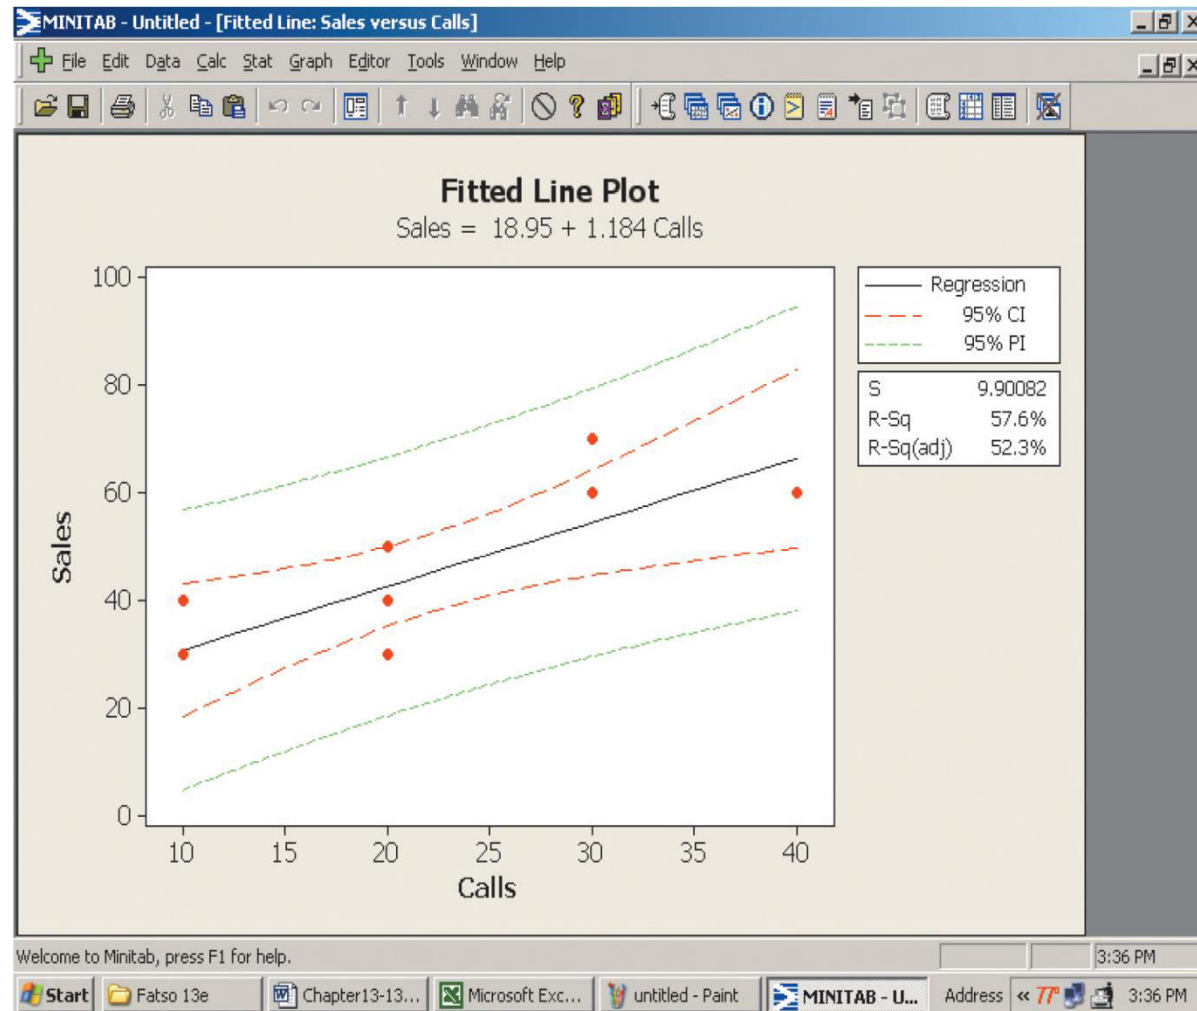 MINITAB - Untitled - [Fitted Line: Sales versus Calls]
File Edit Data Calc Stat Graph Editor Tools Window Help
Fitted Line Plot
Sales = 18.95 + 1.184 Calls
100
80
60
40
20
0
Sales
10 15 20 25 30 35 40
Calls
Regression
95% CI
95% PI
S 9.90082
R-Sq 57.6%
R-Sq(adj) 52.3%
Welcome to Minitab, press F1 for help.
3:36 PM
Start
Fatso 13e
Chapter13-13...
Microsoft Exc...
untitled - Paint
MINITAB - U...
Address « 77° 3:36 PM